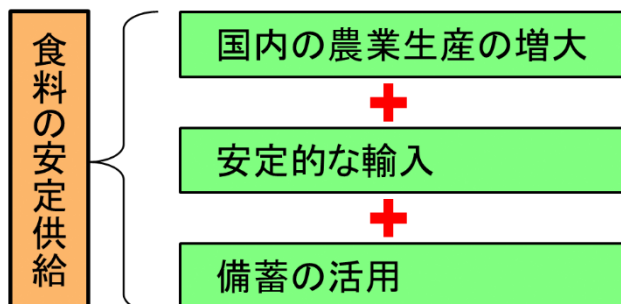 食料の安定供給
国内の農業生産の増大
安定的な輸入
備蓄の活用